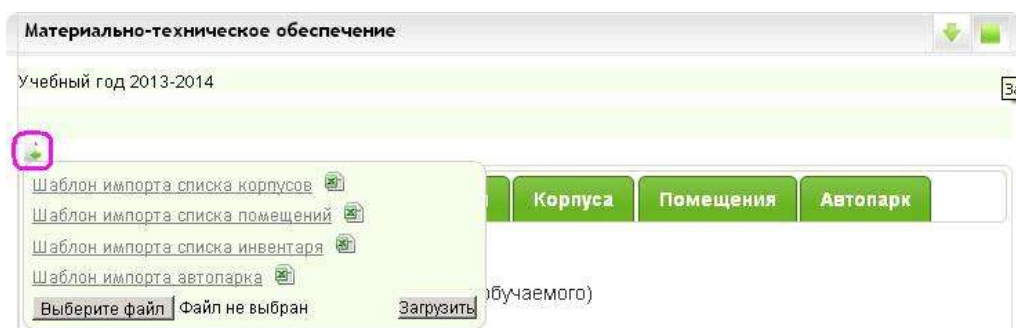 Материально-техническое обеспечение
Учебный год 2013-2014
Шаблон импорта списка корпусов
Корпуса Помещения Автопарк
Шаблон импорта списка помещений
Шаблон импорта списка инвентаря
Шаблон импорта автопарка
обучаемого)
Выберите файл Файл не выбран Загрузить